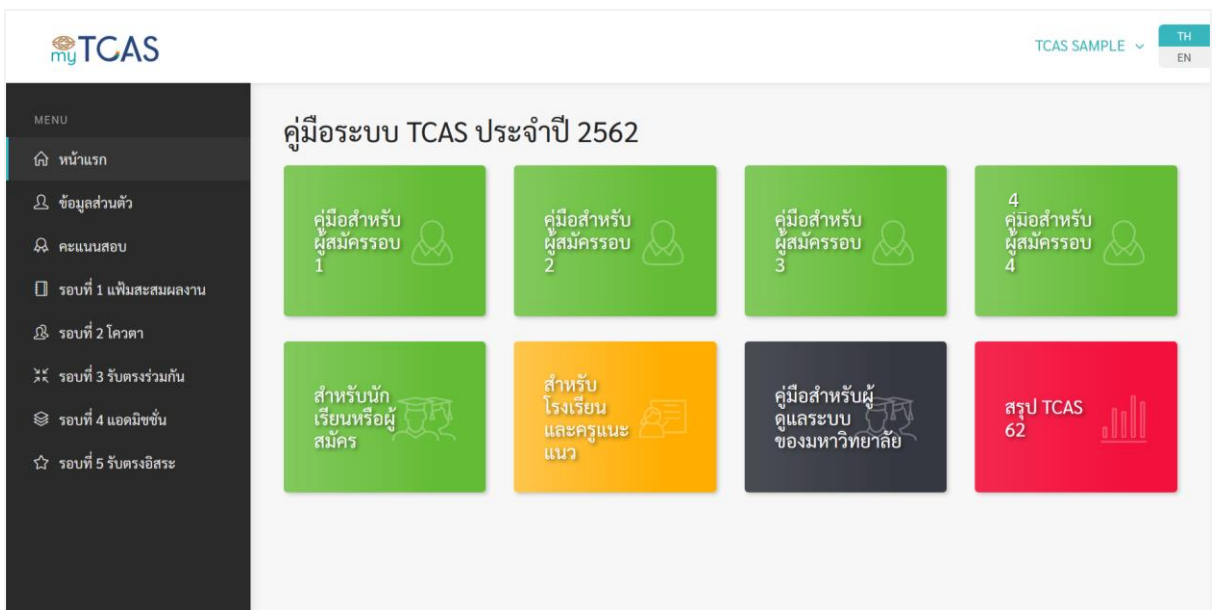 myTCAS
TCAS SAMPLE
TH
EN
MENU
หน้าแรก
ข้อมูลส่วนตัว
คะแนนสอบ
รอบที่ 1 แฟ้มสะสมผลงาน
รอบที่ 2 โควตา
รอบที่ 3 รับตรงร่วมกัน
รอบที่ 4 แอดมิชชั่น
รอบที่ 5 รับตรงอิสระ
คู่มือระบบ TCAS ประจำปี 2562
คู่มือสำหรับ
ผู้สมัครรอบ
1
คู่มือสำหรับ
ผู้สมัครรอบ
2
คู่มือสำหรับ
ผู้สมัครรอบ
3
4
คู่มือสำหรับ
ผู้สมัครรอบ
4
สำหรับนัก
เรียนหรือผู้
สมัคร
สำหรับ
โรงเรียน
และครูแนะ
แนว
คู่มือสำหรับผู้
ดูแลระบบ
ของมหาวิทยาลัย
สรุป TCAS
62